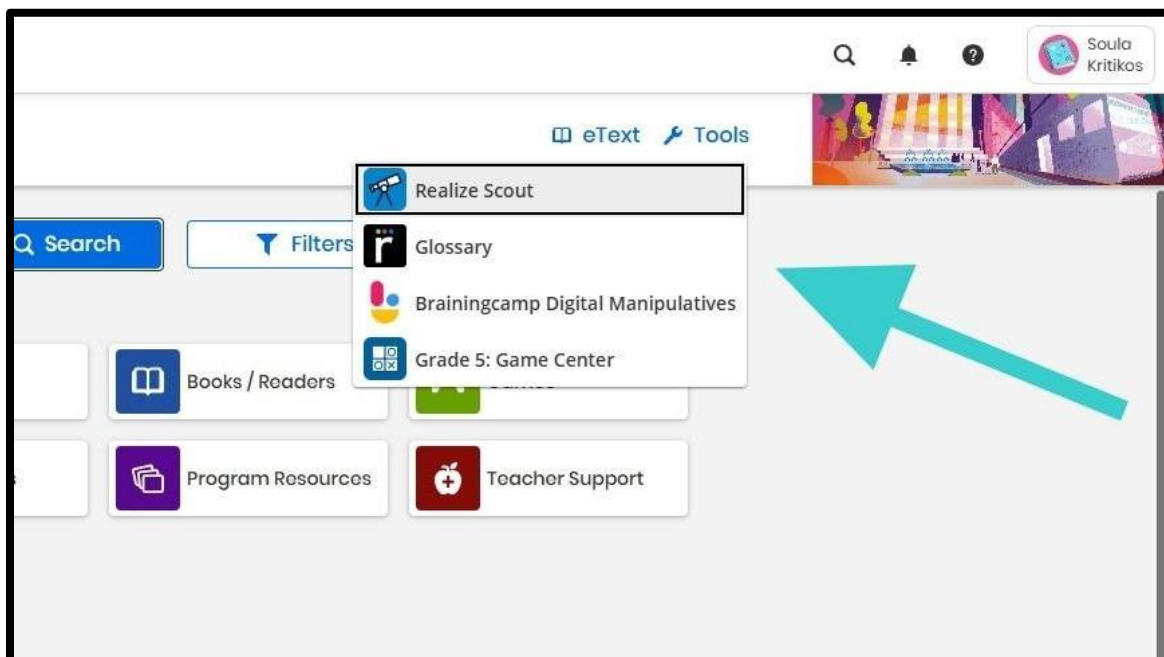 Soula
Kritikos
eText Tools
Realize Scout
Search Filters
Glossary
Brainingcamp Digital Manipulatives
Grade 5: Game Center
Books / Readers
Program Resources Teacher Support